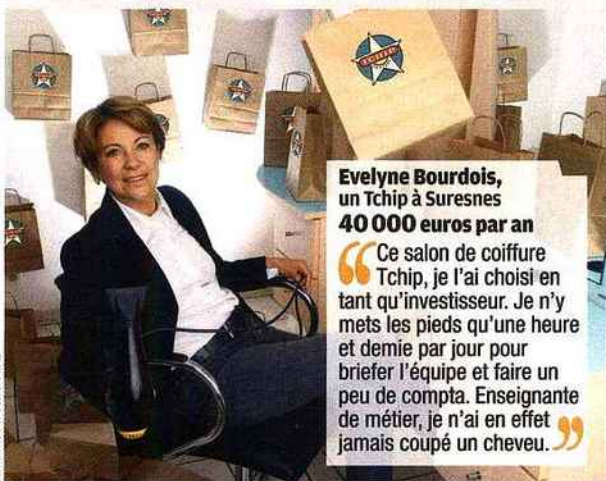 TCHIP
Evelyne Bourdois,
un Tchip à Suresnes
40 000 euros par an
“Ce salon de coiffure
Tchip, je l'ai choisi en
tant qu'investisseur. Je n'y
mets les pieds qu'une heure
et demie par jour pour
briefer l'équipe et faire un
peu de compta. Enseignante
de métier, je n'ai en effet
jamais coupé un cheveu.”